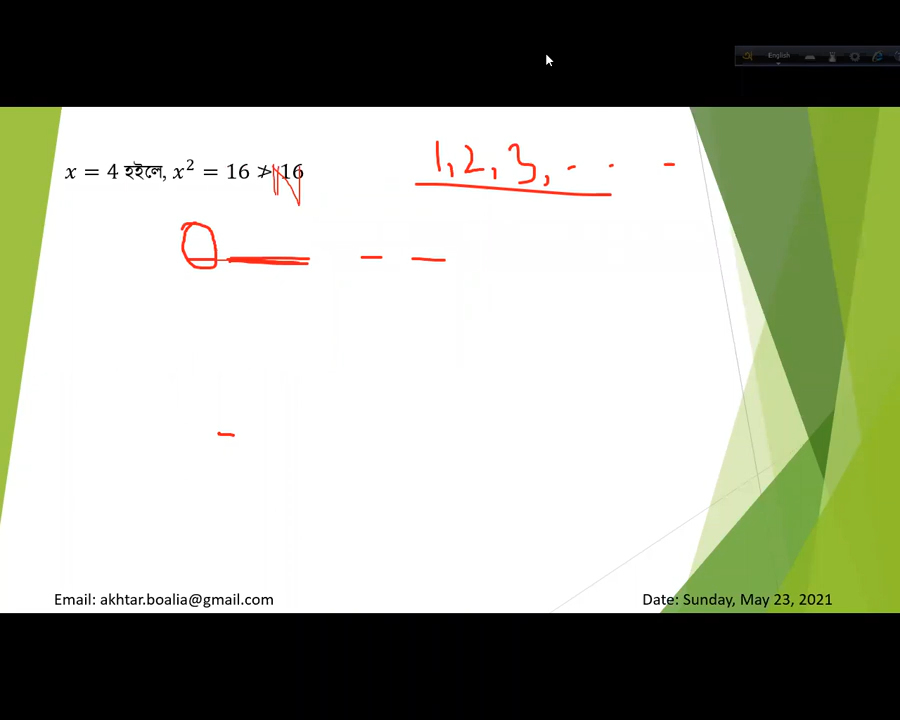 English
x = 4 হইলে, x² = 16 ≯ 16
N
1, 2, 3, . . -
Email: akhtar.boalia@gmail.com
Date: Sunday, May 23, 2021